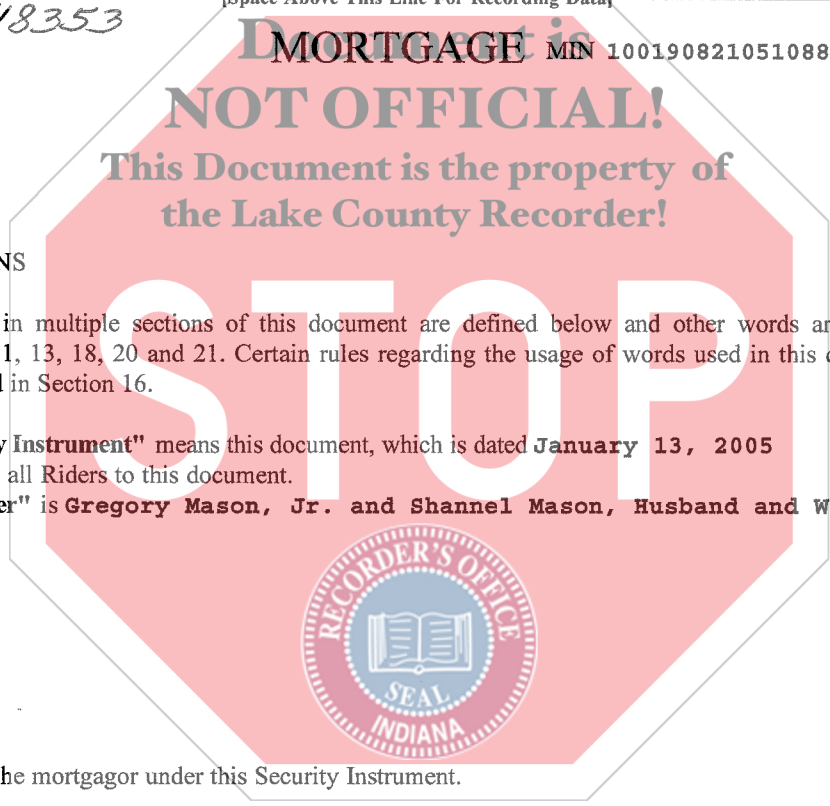 8353
[Space Above This Line For Recording Data]
Document is
MORTGAGE MIN 100190821051088
NOT OFFICIAL!
This Document is the property of
the Lake County Recorder!
NS
in multiple sections of this document are defined below and other words ar
1, 13, 18, 20 and 21. Certain rules regarding the usage of words used in this
in Section 16.
STOP
y Instrument" means this document, which is dated January 13, 2005
all Riders to this document.
er" is Gregory Mason, Jr. and Shannel Mason, Husband and W
RECORDER'S OFFICE
SEAL
INDIANA
he mortgagor under this Security Instrument.